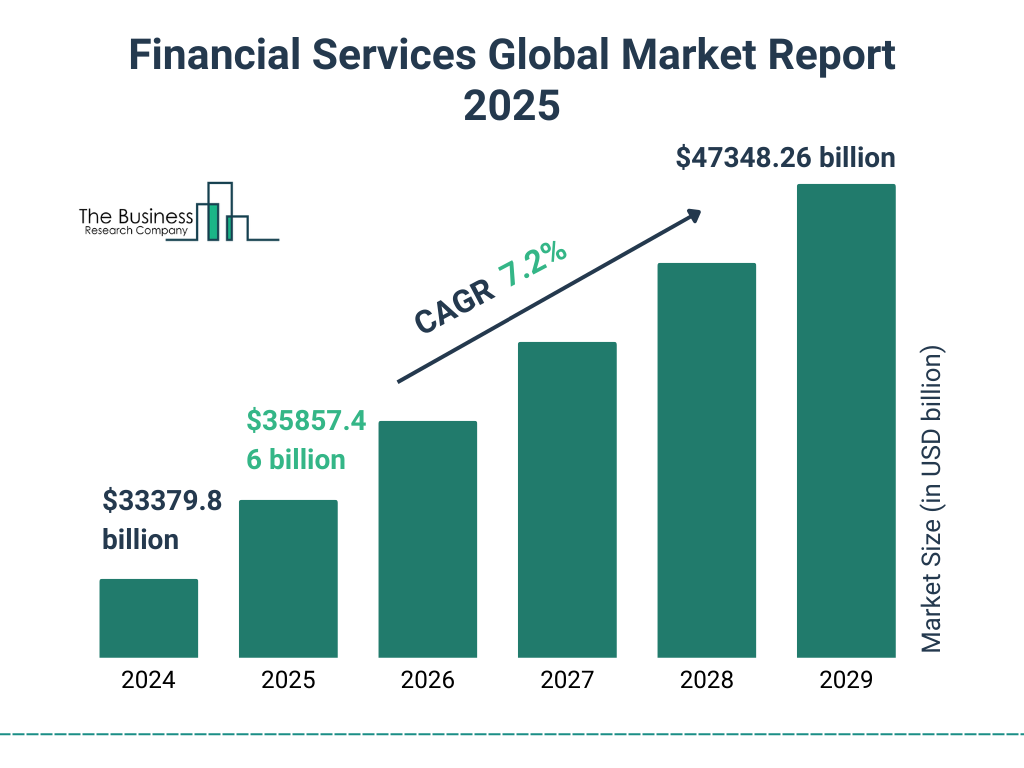 Financial Services Global Market Report
2025
$47348.26 billion
The Business
Research Company
CAGR 7.2%
$35857.4
6 billion
$33379.8
billion
Market Size (in USD billion)
2024 2025 2026 2027 2028 2029